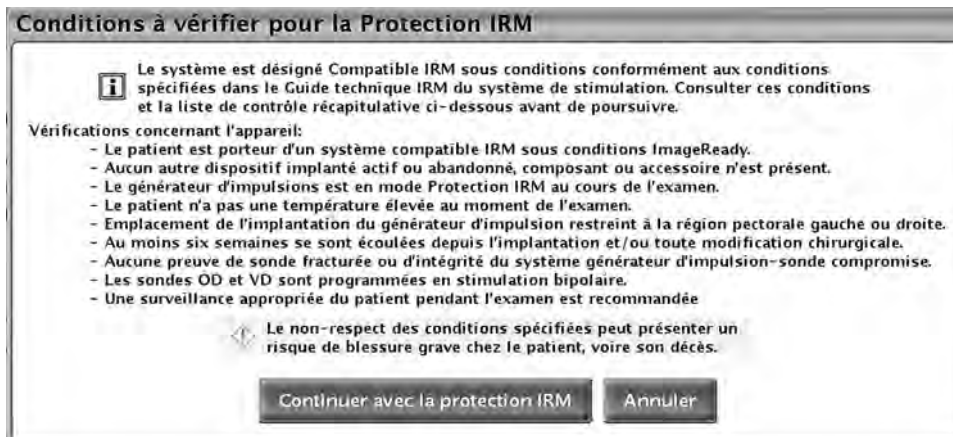 Conditions à vérifier pour la Protection IRM
Le système est désigné Compatible IRM sous conditions conformément aux conditions
spécifiées dans le Guide technique IRM du système de stimulation. Consulter ces conditions
et la liste de contrôle récapitulative ci-dessous avant de poursuivre.
Vérifications concernant l'appareil:
- Le patient est porteur d'un système compatible IRM sous conditions ImageReady.
- Aucun autre dispositif implanté actif ou abandonné, composant ou accessoire n'est présent.
- Le générateur d'impulsions est en mode Protection IRM au cours de l'examen.
- Le patient n'a pas une température élevée au moment de l'examen.
- Emplacement de l'implantation du générateur d'impulsion restreint à la région pectorale gauche ou droite.
- Au moins six semaines se sont écoulées depuis l'implantation et/ou toute modification chirurgicale.
- Aucune preuve de sonde fracturée ou d'intégrité du système générateur d'impulsion-sonde compromise.
- Les sondes OD et VD sont programmées en stimulation bipolaire.
- Une surveillance appropriée du patient pendant l'examen est recommandée
Le non-respect des conditions spécifiées peut présenter un
risque de blessure grave chez le patient, voire son décès.
Continuer avec la protection IRM
Annuler